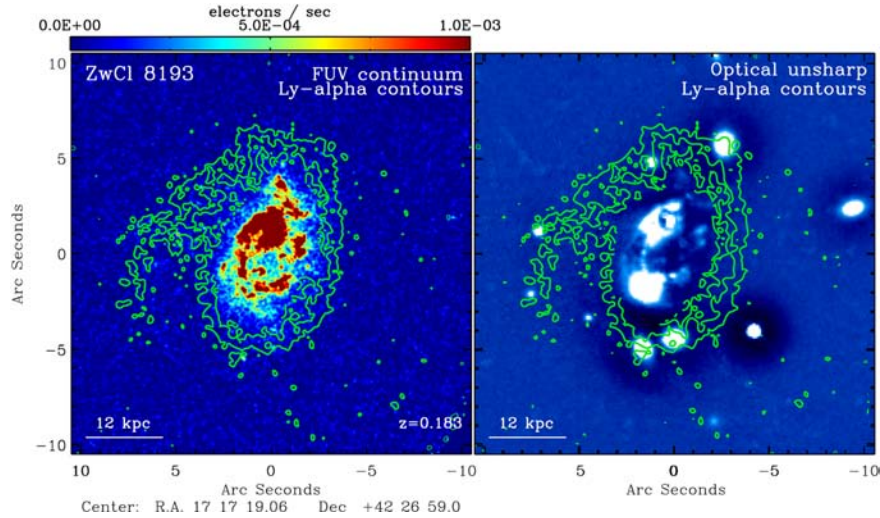 electrons / sec
0.0E+00 5.0E-04 1.0E-03
ZwCl 8193
FUV continuum
Ly-alpha contours
Optical unsharp
Ly-alpha contours
10
5
0
-5
-10
Arc Seconds
Arc Seconds
12 kpc
z=0.183
12 kpc
10 5 0 -5 -10
5 0 -5 -10
Arc Seconds
Arc Seconds
Center: R.A. 17 17 19.06 Dec +42 26 59.0